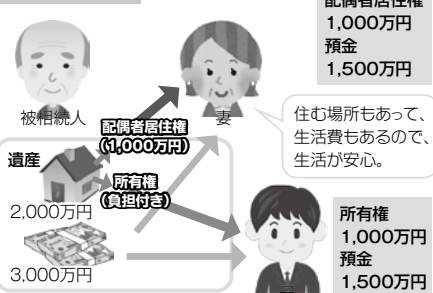 配偶者居住権
1,000万円
預金
1,500万円
被相続人
妻
配偶者居住権
(1,000万円)
住む場所もあって、
生活費もあるので、
生活が安心。
遺産
所有権
(負担付き)
2,000万円
3,000万円
所有権
1,000万円
預金
1,500万円